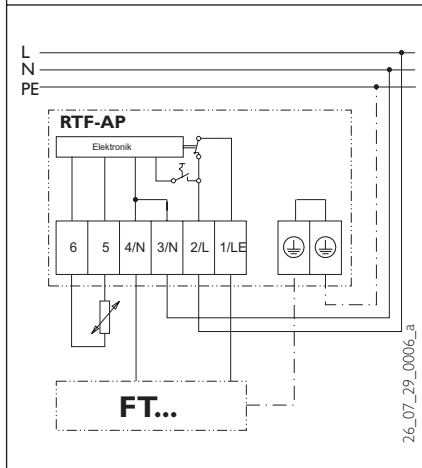 L
N
PE
RTF-AP
Elektronik
6 5 4/N 3/N 2/L 1/LE
FT...
26_07_29_0006_a